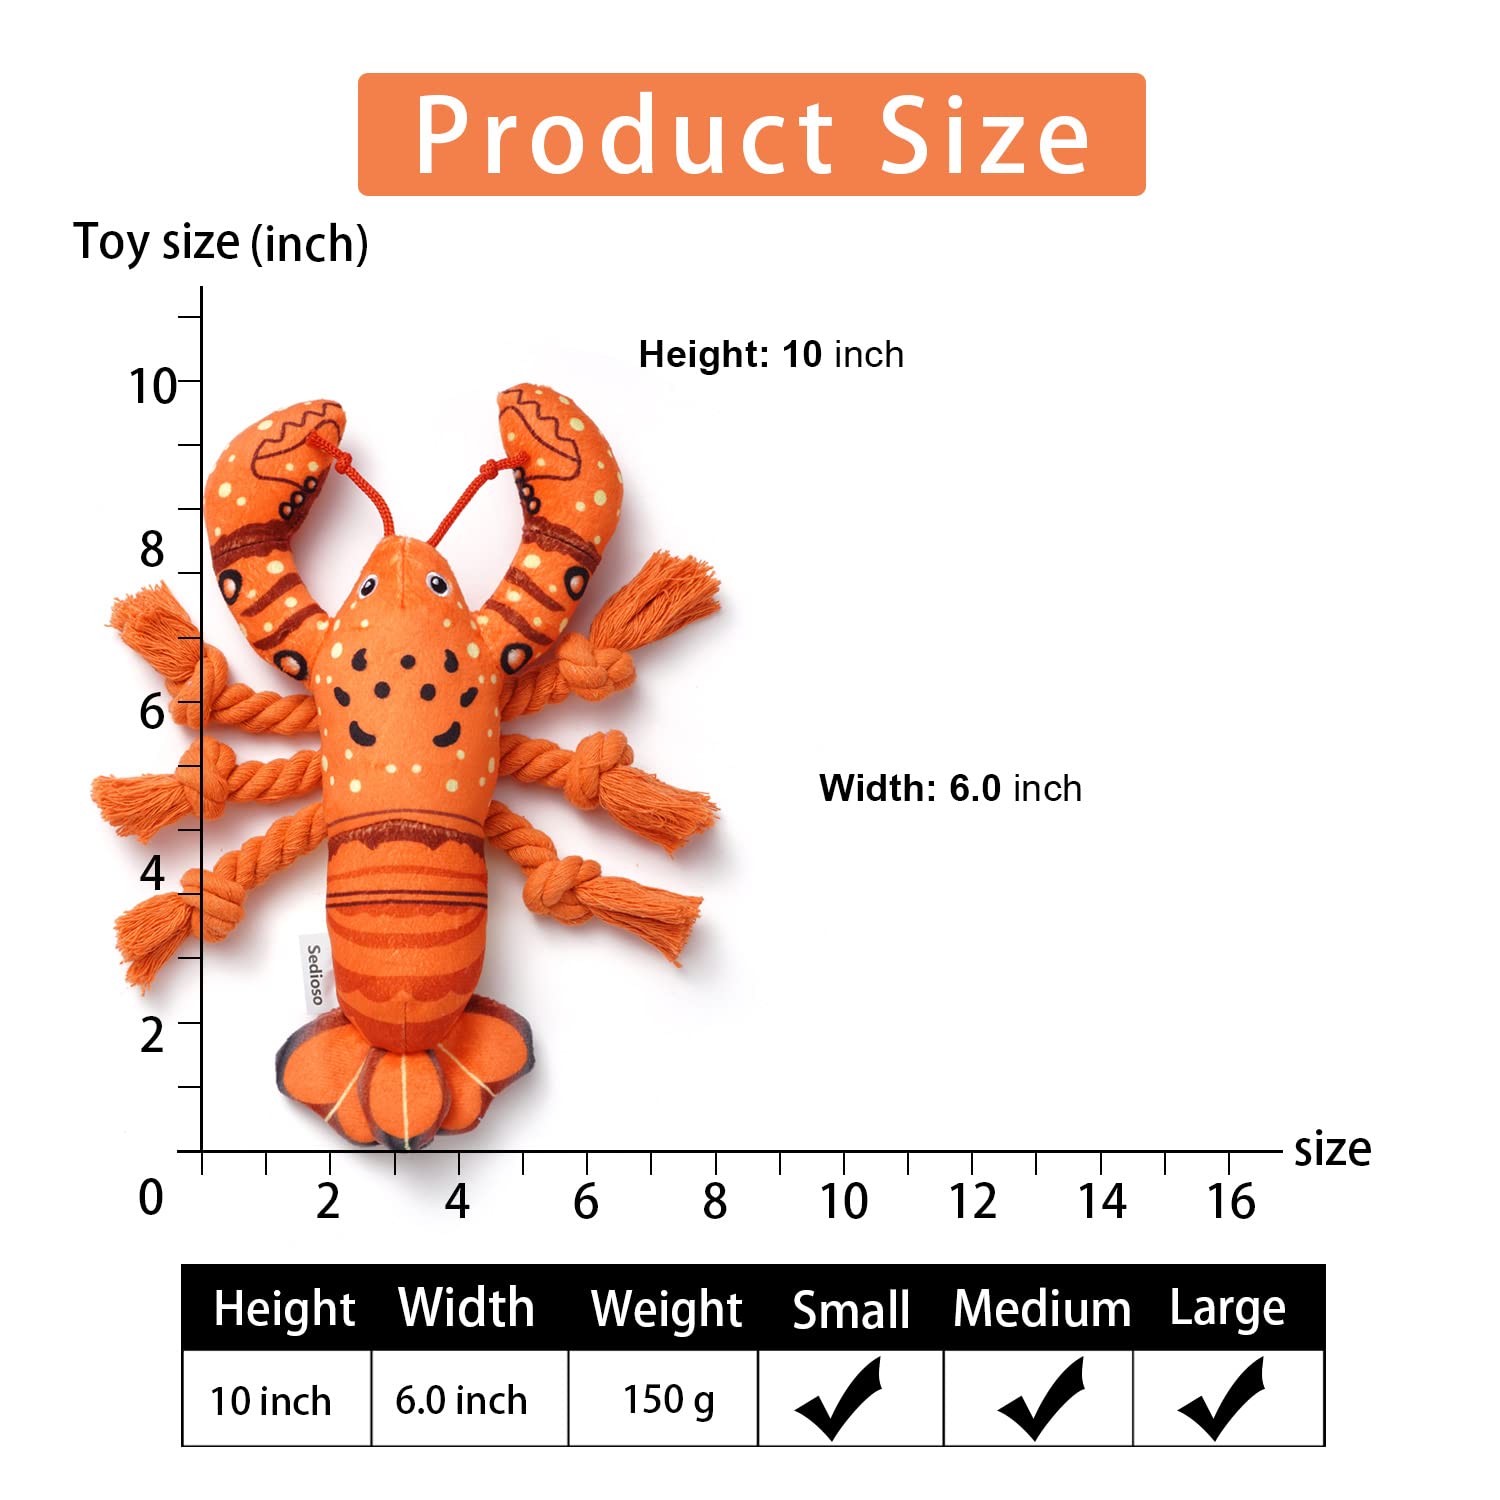 Product Size
Toy size (inch)
Height: 10 inch
10
8
Width: 6.0 inch
6
4
Sedioso
2
size
0 2 4 6 8 10 12 14 16
Height Width Weight Small Medium Large
10 inch 6.0 inch 150 g